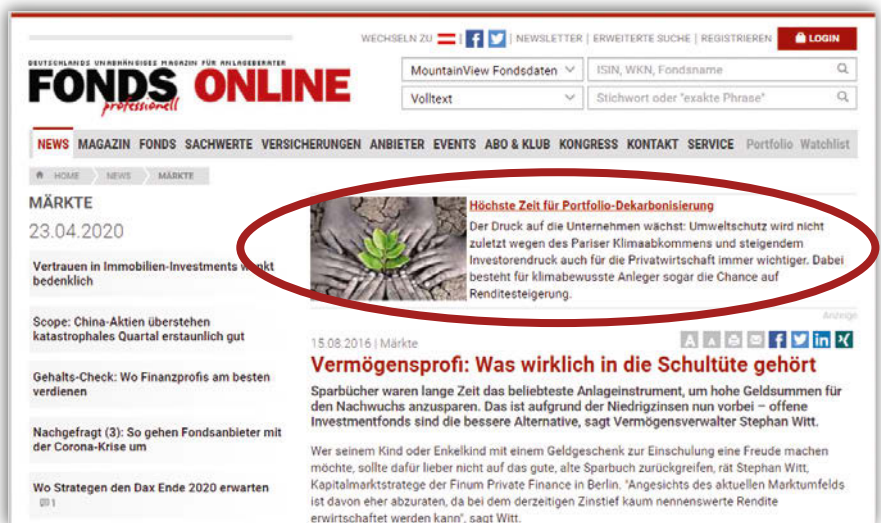 WECHSELN ZU | NEWSLETTER | ERWEITERTE SUCHE | REGISTRIEREN LOGIN
DEUTSCHLANDS UNABHÄNGIGES MAGAZIN FÜR ANLAGEBERATER
FONDS ONLINE
professionell
MountainView Fondsdaten ISIN, WKN, Fondsname
Volltext Stichwort oder "exakte Phrase"
NEWS MAGAZIN FONDS SACHWERTE VERSICHERUNGEN ANBIETER EVENTS ABO & KLUB KONGRESS KONTAKT SERVICE Portfolio Watchlist
HOME NEWS MÄRKTE
MÄRKTE
23.04.2020
Vertrauen in Immobilien-Investments wankt
bedenklich
Scope: China-Aktien überstehen
katastrophales Quartal erstaunlich gut
Gehalts-Check: Wo Finanzprofis am besten
verdienen
Nachgefragt (3): So gehen Fondsanbieter mit
der Corona-Krise um
Wo Strategen den Dax Ende 2020 erwarten
1
Höchste Zeit für Portfolio-Dekarbonisierung
Der Druck auf die Unternehmen wächst: Umweltschutz wird nicht
zuletzt wegen des Pariser Klimaabkommens und steigendem
Investorendruck auch für die Privatwirtschaft immer wichtiger. Dabei
besteht für klimabewusste Anleger sogar die Chance auf
Renditesteigerung.
Anzeige
15.08.2016 | Märkte
A A
Vermögensprofi: Was wirklich in die Schultüte gehört
Sparbücher waren lange Zeit das beliebteste Anlageinstrument, um hohe Geldsummen für
den Nachwuchs anzusparen. Das ist aufgrund der Niedrigzinsen nun vorbei – offene
Investmentfonds sind die bessere Alternative, sagt Vermögensverwalter Stephan Witt.
Wer seinem Kind oder Enkelkind mit einem Geldgeschenk zur Einschulung eine Freude machen
möchte, sollte dafür lieber nicht auf das gute, alte Sparbuch zurückgreifen, rät Stephan Witt,
Kapitalmarktstratege der Finum Private Finance in Berlin. "Angesichts des aktuellen Marktumfelds
ist davon eher abzuraten, da bei dem derzeitigen Zinstief kaum nennenswerte Rendite
erwirtschaftet werden kann", sagt Witt.